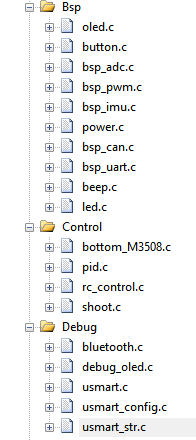 Bsp
oled.c
button.c
bsp_adc.c
bsp_pwm.c
bsp_imu.c
power.c
bsp_can.c
bsp_uart.c
beep.c
led.c
Control
bottom_M3508.c
pid.c
rc_control.c
shoot.c
Debug
bluetooth.c
debug_oled.c
usmart.c
usmart_config.c
usmart_str.c